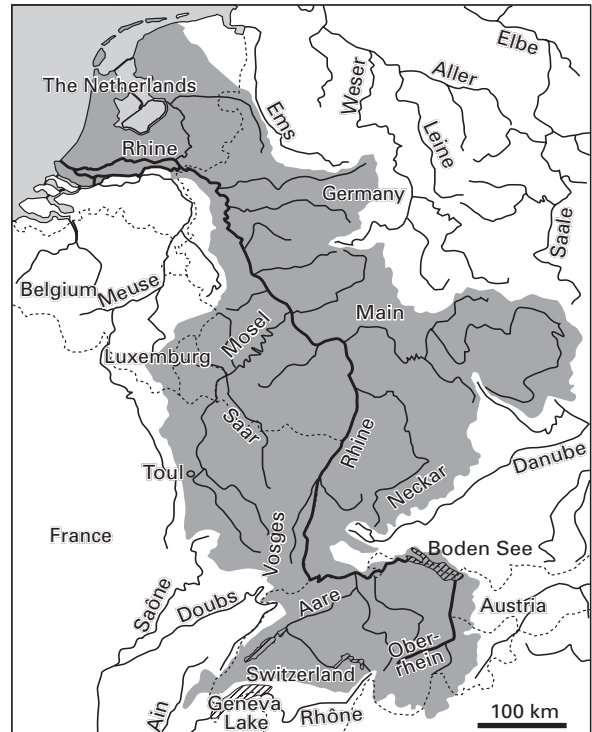 Elbe
Aller
Weser
The Netherlands
Ems
Leine
Rhine
Germany
Saale
Belgium
Meuse
Main
Mosel
Luxemburg
Saar
Rhine
Danube
Toul
Neckar
France
Vosges
Boden See
Saône
Doubs
Aare
Austria
Ober-
rhein
Switzerland
Geneva
Lake
Ain
Rhône
100 km